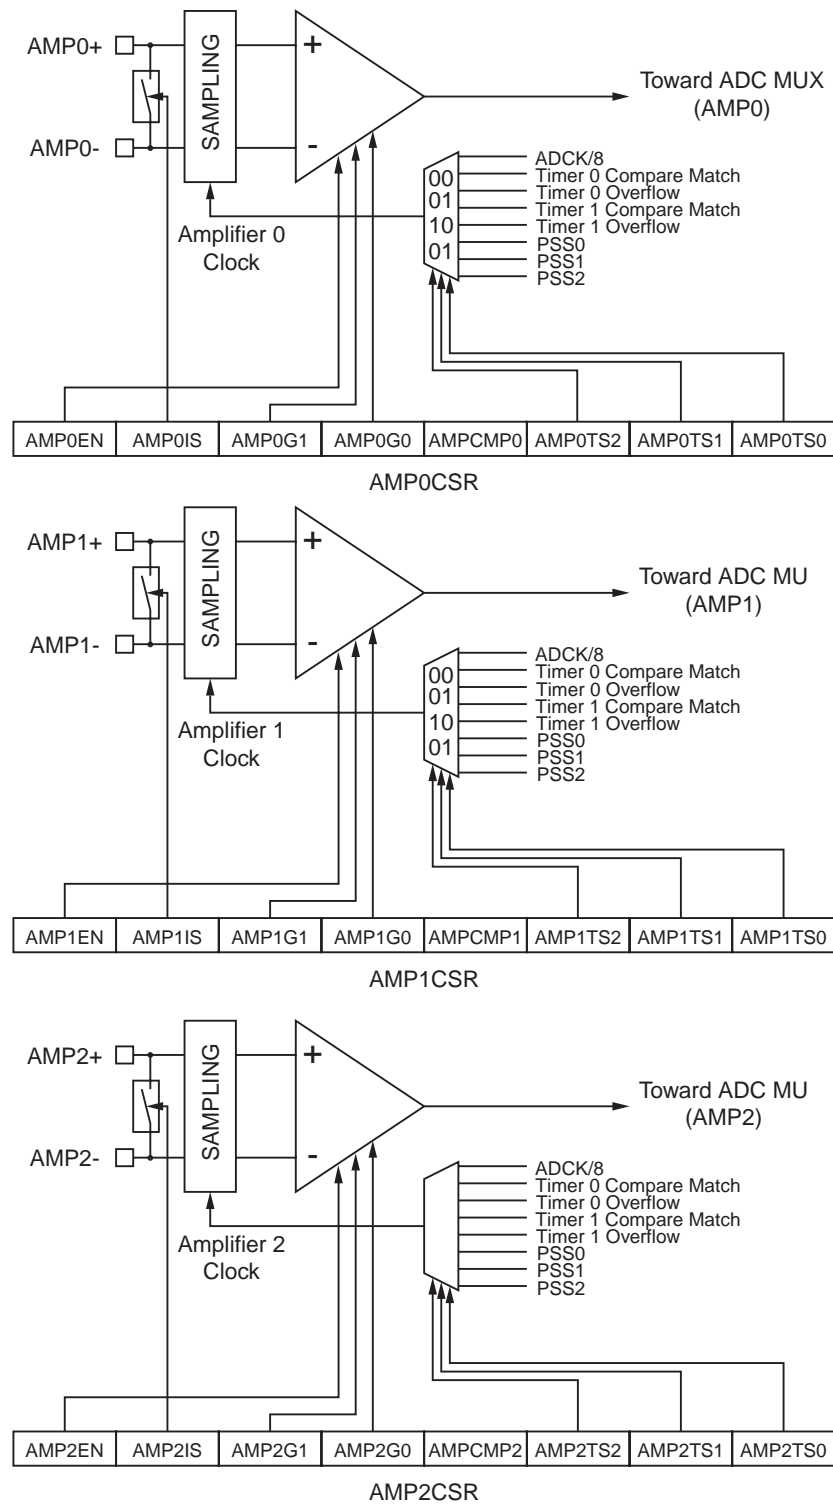 AMP0+
SAMPLING
+
Toward ADC MUX
(AMP0)
AMP0-
-
ADCK/8
00
Timer 0 Compare Match
01
Timer 0 Overflow
Timer 1 Compare Match
10
Timer 1 Overflow
01
PSS0
PSS1
PSS2
Amplifier 0
Clock
AMP0EN AMP0IS AMP0G1 AMP0G0 AMPCMP0 AMP0TS2 AMP0TS1 AMP0TS0
AMP0CSR
AMP1+
SAMPLING
+
Toward ADC MU
(AMP1)
AMP1-
-
ADCK/8
00
Timer 0 Compare Match
01
Timer 0 Overflow
Timer 1 Compare Match
10
Timer 1 Overflow
01
PSS0
PSS1
PSS2
Amplifier 1
Clock
AMP1EN AMP1IS AMP1G1 AMP1G0 AMPCMP1 AMP1TS2 AMP1TS1 AMP1TS0
AMP1CSR
AMP2+
SAMPLING
+
Toward ADC MU
(AMP2)
AMP2-
-
ADCK/8
Timer 0 Compare Match
Timer 0 Overflow
Timer 1 Compare Match
Timer 1 Overflow
PSS0
PSS1
PSS2
Amplifier 2
Clock
AMP2EN AMP2IS AMP2G1 AMP2G0 AMPCMP2 AMP2TS2 AMP2TS1 AMP2TS0
AMP2CSR